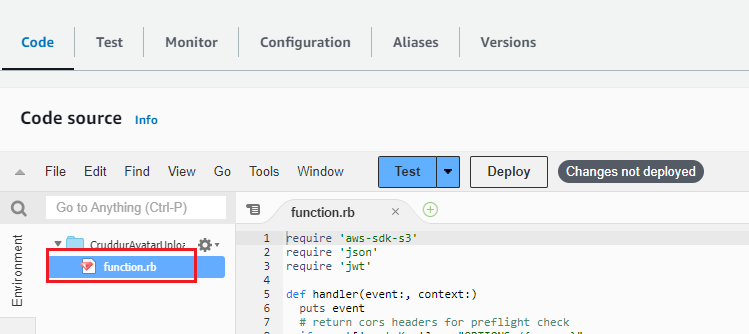 Code Test Monitor Configuration Aliases Versions
Code source Info
File Edit Find View Go Tools Window Test Deploy Changes not deployed
Go to Anything (Ctrl-P) function.rb
Environment
CruddurAvatarUploa
function.rb
1 require 'aws-sdk-s3'
2 require 'json'
3 require 'jwt'
4
5 def handler(event:, context:)
6 puts event
7 # return cors headers for preflight check